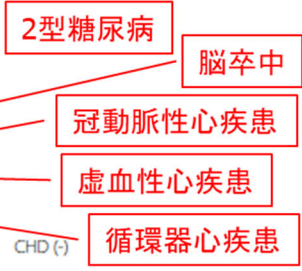 2型糖尿病
脳卒中
冠動脈性心疾患
虚血性心疾患
循環器心疾患
CHD (-)